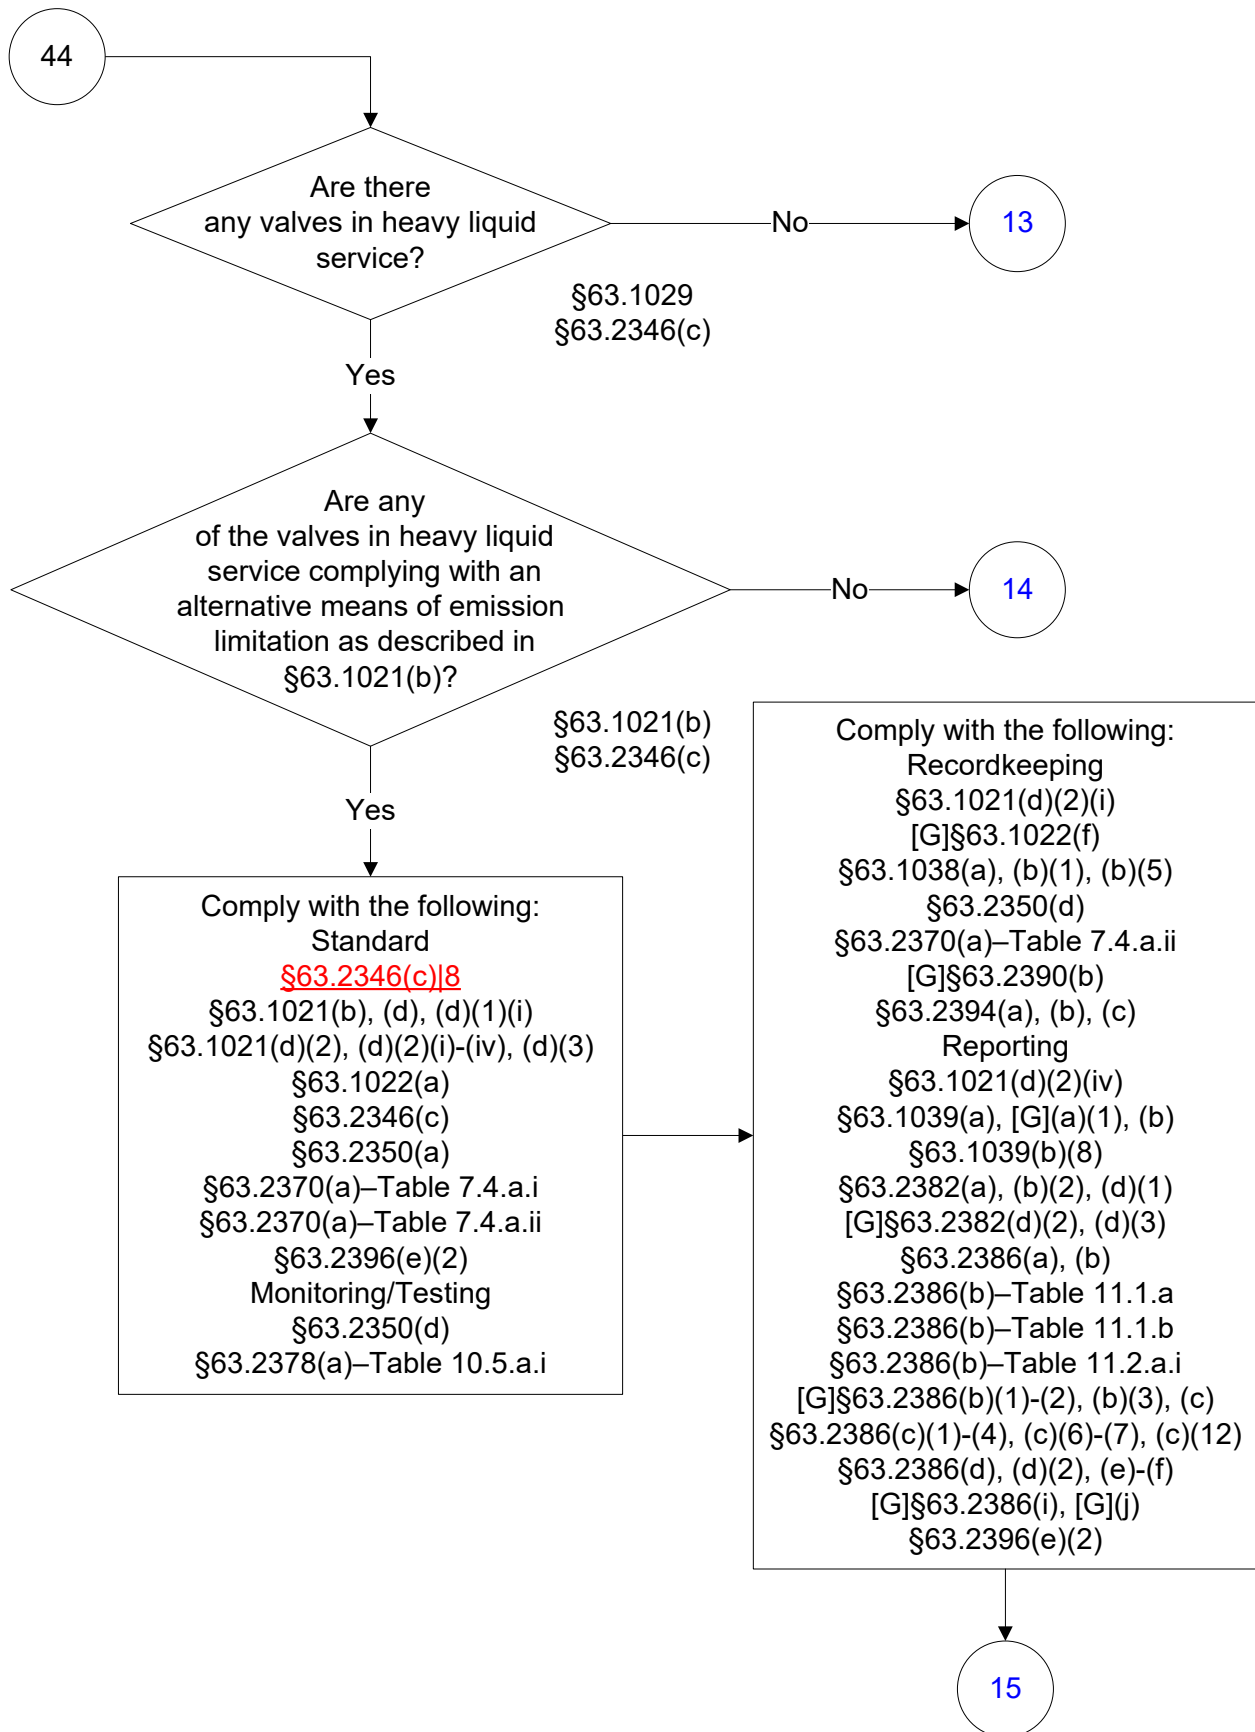 44
Are there
any valves in heavy liquid
service?
No
13
§63.1029
§63.2346(c)
Yes
Are any
of the valves in heavy liquid
service complying with an
alternative means of emission
limitation as described in
§63.1021(b)?
No
14
§63.1021(b)
§63.2346(c)
Yes
Comply with the following:
Standard
§63.2346(c)|8
§63.1021(b), (d), (d)(1)(i)
§63.1021(d)(2), (d)(2)(i)-(iv), (d)(3)
§63.1022(a)
§63.2346(c)
§63.2350(a)
§63.2370(a)–Table 7.4.a.i
§63.2370(a)–Table 7.4.a.ii
§63.2396(e)(2)
Monitoring/Testing
§63.2350(d)
§63.2378(a)–Table 10.5.a.i
Comply with the following:
Recordkeeping
§63.1021(d)(2)(i)
[G]§63.1022(f)
§63.1038(a), (b)(1), (b)(5)
§63.2350(d)
§63.2370(a)–Table 7.4.a.ii
[G]§63.2390(b)
§63.2394(a), (b), (c)
Reporting
§63.1021(d)(2)(iv)
§63.1039(a), [G](a)(1), (b)
§63.1039(b)(8)
§63.2382(a), (b)(2), (d)(1)
[G]§63.2382(d)(2), (d)(3)
§63.2386(a), (b)
§63.2386(b)–Table 11.1.a
§63.2386(b)–Table 11.1.b
§63.2386(b)–Table 11.2.a.i
[G]§63.2386(b)(1)-(2), (b)(3), (c)
§63.2386(c)(1)-(4), (c)(6)-(7), (c)(12)
§63.2386(d), (d)(2), (e)-(f)
[G]§63.2386(i), [G](j)
§63.2396(e)(2)
15